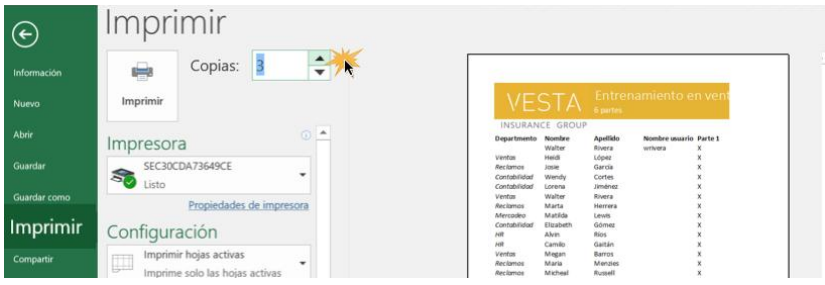 Imprimir
Información
Nuevo
Abrir
Guardar
Guardar como
Imprimir
Compartir
Imprimir
Copias: 3
Impresora
SEC30CDA73649CE
Listo
Propiedades de impresora
Configuración
Imprimir hojas activas
Imprime solo las hojas activas
VESTA
INSURANCE GROUP
Entrenamiento en vent
6 partes
Departmento Nombre Apellido Nombre usuario Parte 1
Walter Rivera wrivera X
Ventas Heidi López X
Reclamos Josie García X
Contabilidad Wendy Cortes X
Contabilidad Lorena Jiménez X
Ventas Walter Rivera X
Reclamos Marta Herrera X
Mercadeo Matilda Lewis X
Contabilidad Elizabeth Gómez X
HR Alvin Ríos X
HR Camilo Gaitán X
Ventas Megan Barros X
Reclamos María Menzies X
Reclamos Micheal Russell X